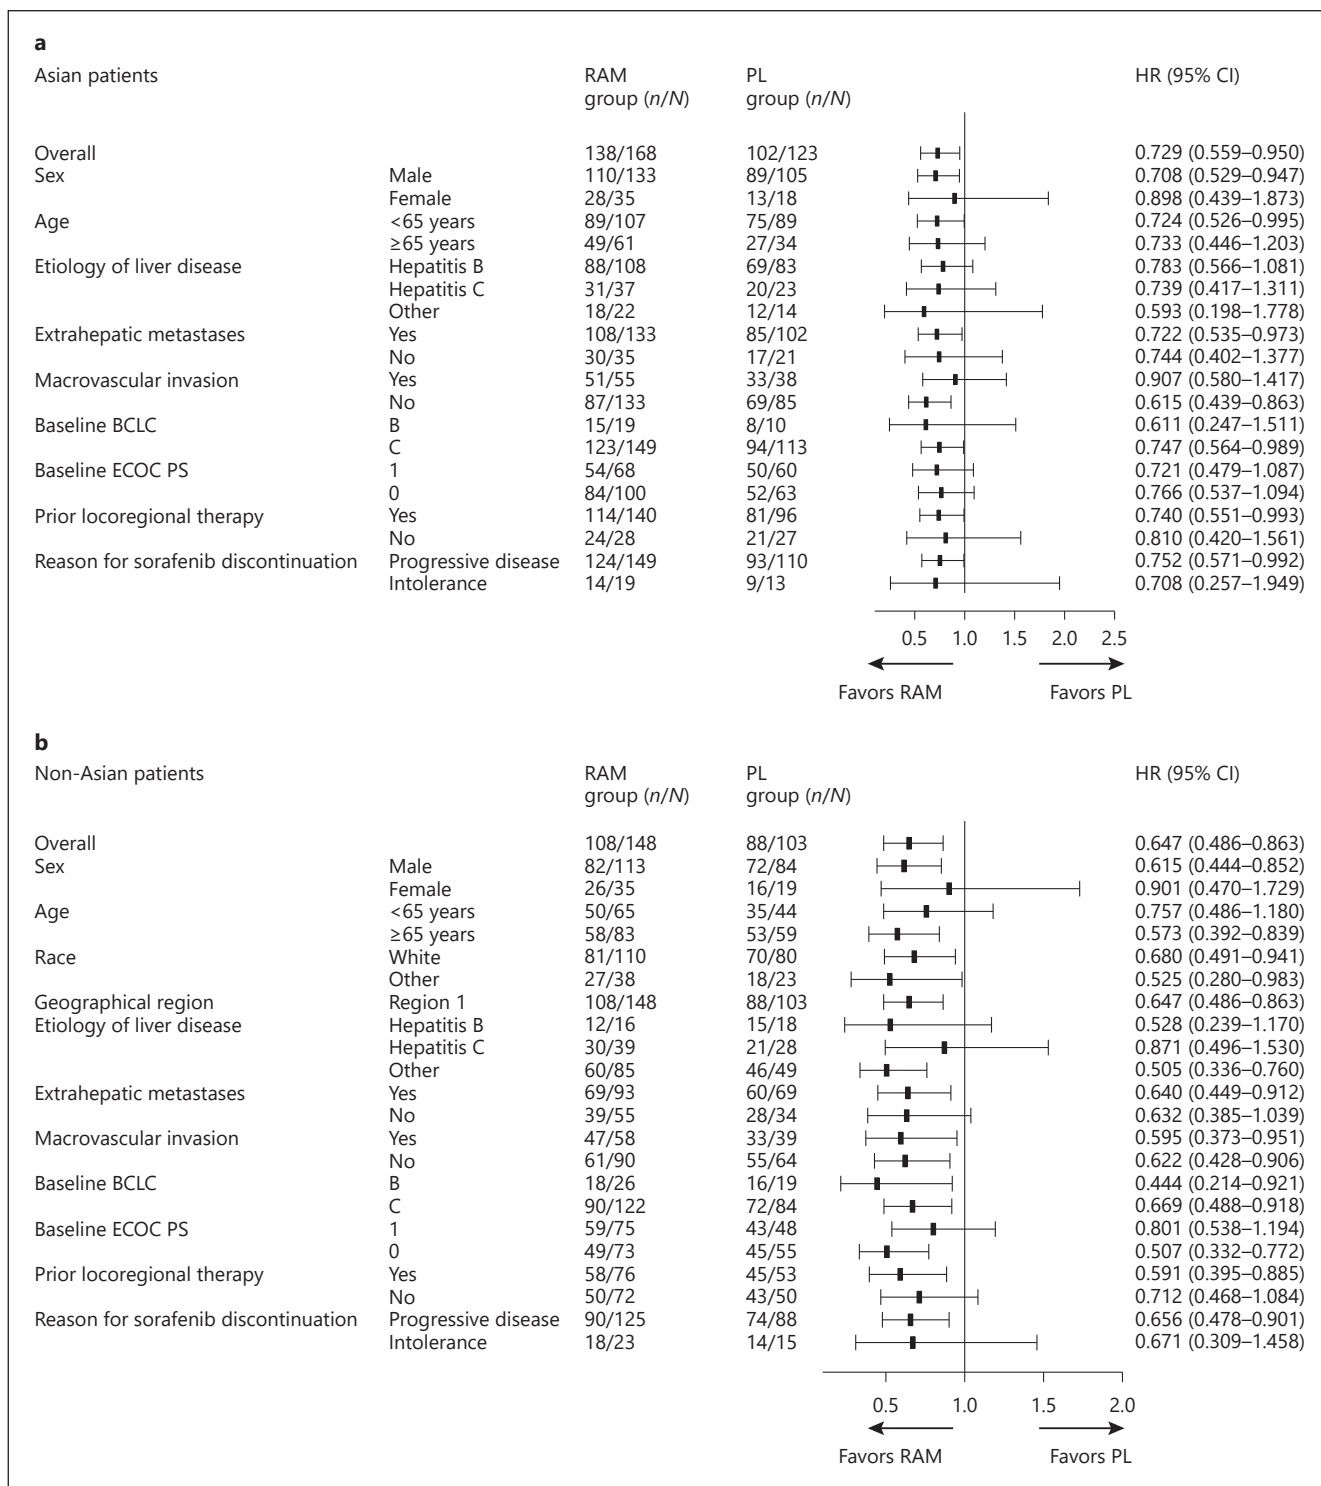 a
Asian patients RAM PL HR (95% CI)
group (n/N) group (n/N)
Overall 138/168 102/123 0.729 (0.559–0.950)
Sex Male 110/133 89/105 0.708 (0.529–0.947)
Female 28/35 13/18 0.898 (0.439–1.873)
Age <65 years 89/107 75/89 0.724 (0.526–0.995)
≥65 years 49/61 27/34 0.733 (0.446–1.203)
Etiology of liver disease Hepatitis B 88/108 69/83 0.783 (0.566–1.081)
Hepatitis C 31/37 20/23 0.739 (0.417–1.311)
Other 18/22 12/14 0.593 (0.198–1.778)
Extrahepatic metastases Yes 108/133 85/102 0.722 (0.535–0.973)
No 30/35 17/21 0.744 (0.402–1.377)
Macrovascular invasion Yes 51/55 33/38 0.907 (0.580–1.417)
No 87/133 69/85 0.615 (0.439–0.863)
Baseline BCLC B 15/19 8/10 0.611 (0.247–1.511)
C 123/149 94/113 0.747 (0.564–0.989)
Baseline ECOC PS 1 54/68 50/60 0.721 (0.479–1.087)
0 84/100 52/63 0.766 (0.537–1.094)
Prior locoregional therapy Yes 114/140 81/96 0.740 (0.551–0.993)
No 24/28 21/27 0.810 (0.420–1.561)
Reason for sorafenib discontinuation Progressive disease 124/149 93/110 0.752 (0.571–0.992)
Intolerance 14/19 9/13 0.708 (0.257–1.949)
0.5 1.0 1.5 2.0 2.5
Favors RAM Favors PL
b
Non-Asian patients RAM PL HR (95% CI)
group (n/N) group (n/N)
Overall 108/148 88/103 0.647 (0.486–0.863)
Sex Male 82/113 72/84 0.615 (0.444–0.852)
Female 26/35 16/19 0.901 (0.470–1.729)
Age <65 years 50/65 35/44 0.757 (0.486–1.180)
≥65 years 58/83 53/59 0.573 (0.392–0.839)
Race White 81/110 70/80 0.680 (0.491–0.941)
Other 27/38 18/23 0.525 (0.280–0.983)
Geographical region Region 1 108/148 88/103 0.647 (0.486–0.863)
Etiology of liver disease Hepatitis B 12/16 15/18 0.528 (0.239–1.170)
Hepatitis C 30/39 21/28 0.871 (0.496–1.530)
Other 60/85 46/49 0.505 (0.336–0.760)
Extrahepatic metastases Yes 69/93 60/69 0.640 (0.449–0.912)
No 39/55 28/34 0.632 (0.385–1.039)
Macrovascular invasion Yes 47/58 33/39 0.595 (0.373–0.951)
No 61/90 55/64 0.622 (0.428–0.906)
Baseline BCLC B 18/26 16/19 0.444 (0.214–0.921)
C 90/122 72/84 0.669 (0.488–0.918)
Baseline ECOC PS 1 59/75 43/48 0.801 (0.538–1.194)
0 49/73 45/55 0.507 (0.332–0.772)
Prior locoregional therapy Yes 58/76 45/53 0.591 (0.395–0.885)
No 50/72 43/50 0.712 (0.468–1.084)
Reason for sorafenib discontinuation Progressive disease 90/125 74/88 0.656 (0.478–0.901)
Intolerance 18/23 14/15 0.671 (0.309–1.458)
0.5 1.0 1.5 2.0
Favors RAM Favors PL